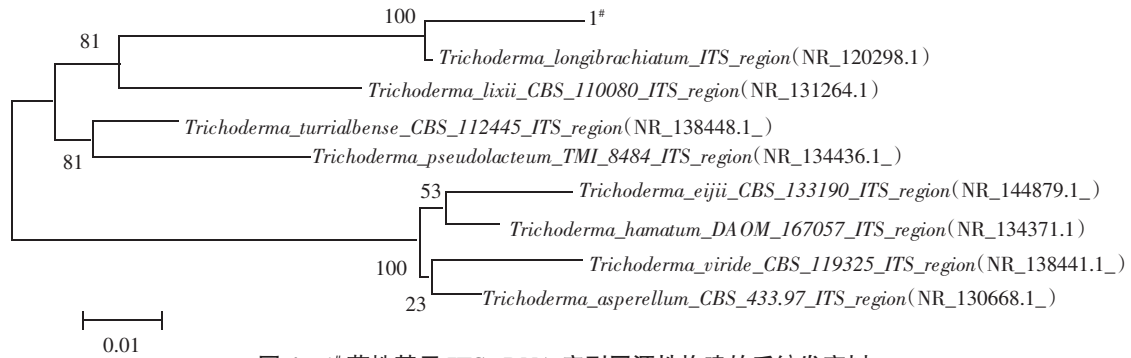 100
1#
81
Trichoderma_longibrachiatum_ITS_region(NR_120298.1)
Trichoderma_lixii_CBS_110080_ITS_region(NR_131264.1)
Trichoderma_turrialbense_CBS_112445_ITS_region(NR_138448.1_)
81
Trichoderma_pseudolacteum_TMI_8484_ITS_region(NR_134436.1_)
53
Trichoderma_eijii_CBS_133190_ITS_region(NR_144879.1_)
Trichoderma_hamatum_DAOM_167057_ITS_region(NR_134371.1)
100
Trichoderma_viride_CBS_119325_ITS_region(NR_138441.1_)
23
Trichoderma_asperellum_CBS_433.97_ITS_region(NR_130668.1_)
0.01